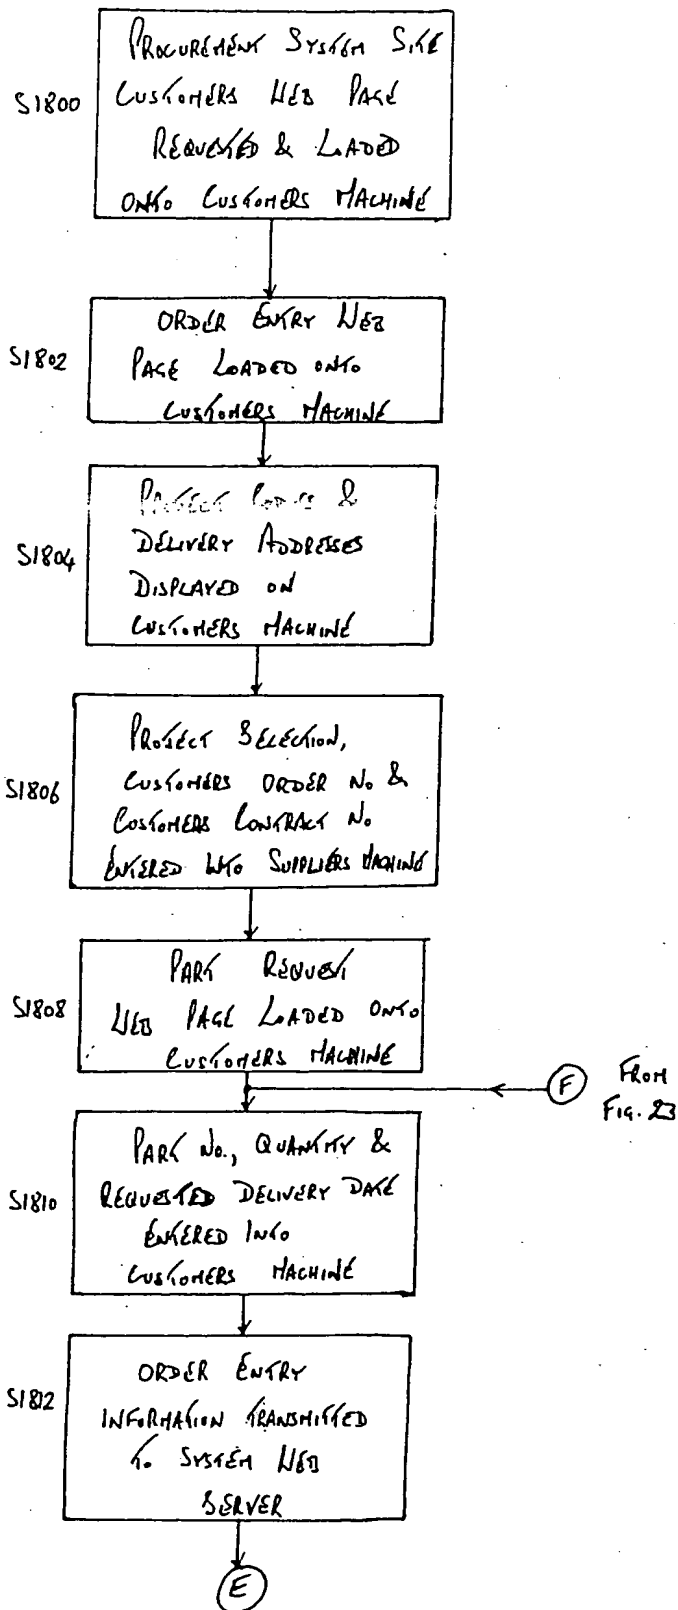 S1800
PROCUREMENT SYSTEM SITE
CUSTOMERS WEB PAGE
REQUESTED & LOADED
ONTO CUSTOMERS MACHINE
S1802
ORDER ENTRY WEB
PAGE LOADED ONTO
CUSTOMERS MACHINE
S1804
PROJECT CODES &
DELIVERY ADDRESSES
DISPLAYED ON
CUSTOMERS MACHINE
S1806
PROJECT SELECTION,
CUSTOMERS ORDER No &
CUSTOMERS CONTRACT No
ENTERED INTO SUPPLIERS MACHINE
S1808
PART REQUEST
WEB PAGE LOADED ONTO
CUSTOMERS MACHINE
F FROM
FIG. 23
S1810
PART No., QUANTITY &
REQUESTED DELIVERY DATE
ENTERED INTO
CUSTOMERS MACHINE
S1812
ORDER ENTRY
INFORMATION TRANSMITTED
To SYSTEM WEB
SERVER
E